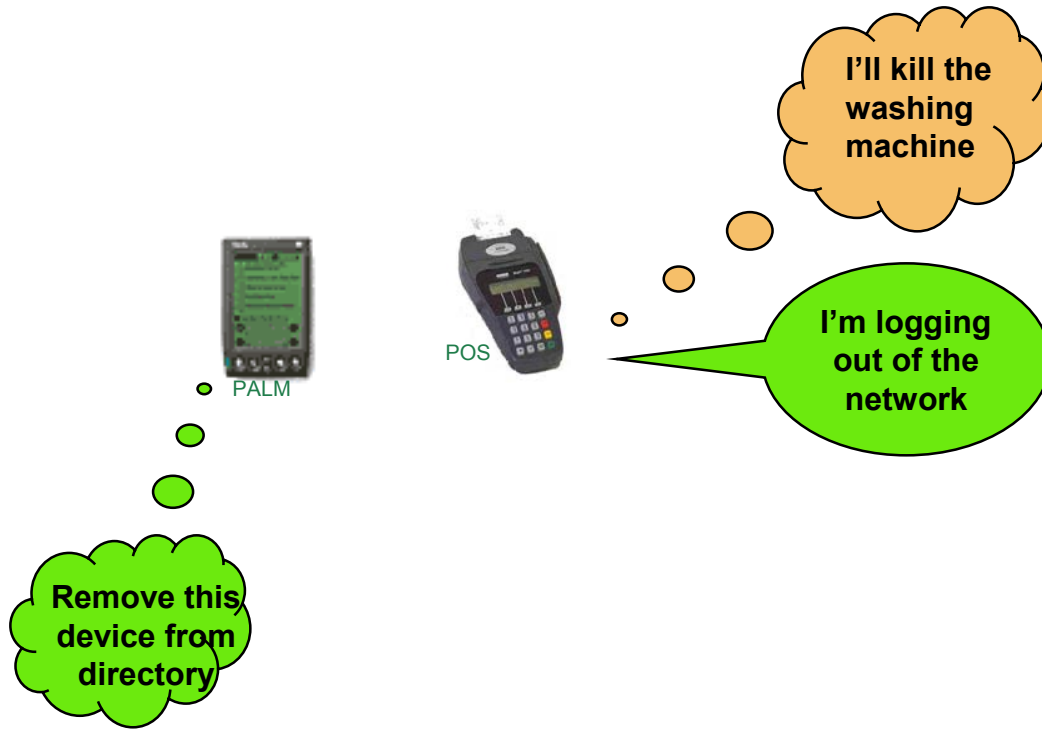 I’ll kill the
washing
machine
I’m logging
out of the
network
POS
PALM
Remove this
device from
directory